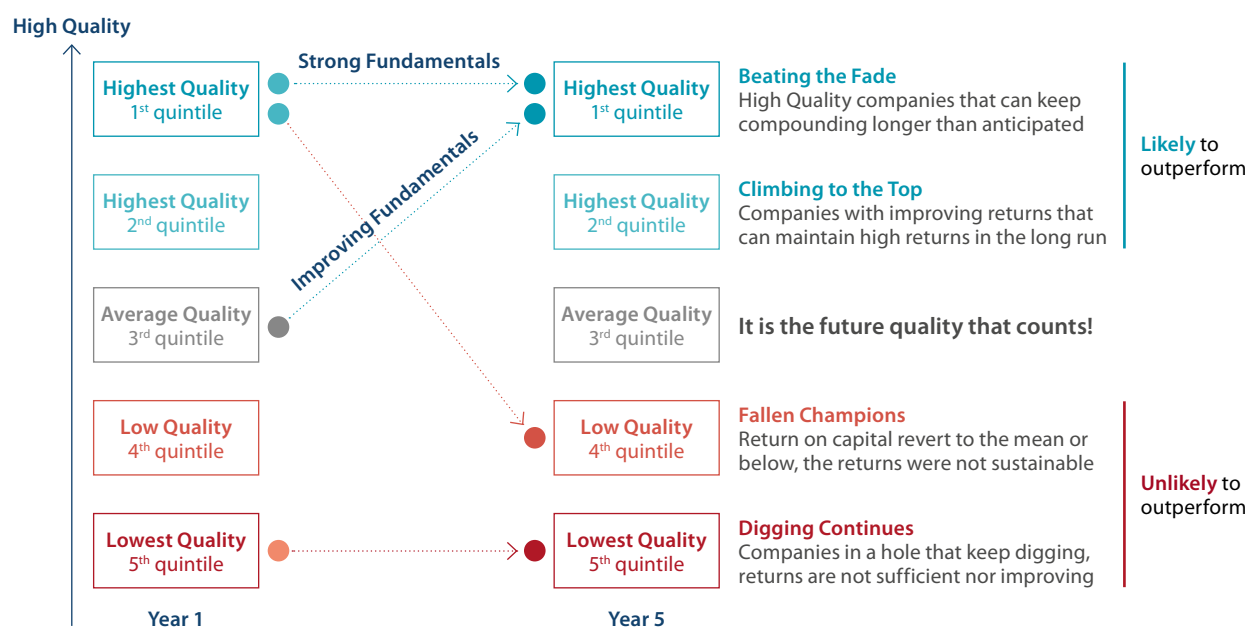 High Quality
Strong Fundamentals
Improving Fundamentals
Highest Quality
1st quintile
Highest Quality
1st quintile
Beating the Fade
High Quality companies that can keep
compounding longer than anticipated
Likely to
outperform
Highest Quality
2nd quintile
Highest Quality
2nd quintile
Climbing to the Top
Companies with improving returns that
can maintain high returns in the long run
Average Quality
3rd quintile
Average Quality
3rd quintile
It is the future quality that counts!
Low Quality
4th quintile
Low Quality
4th quintile
Fallen Champions
Return on capital revert to the mean or
below, the returns were not sustainable
Unlikely to
outperform
Lowest Quality
5th quintile
Lowest Quality
5th quintile
Digging Continues
Companies in a hole that keep digging,
returns are not sufficient nor improving
Year 1
Year 5